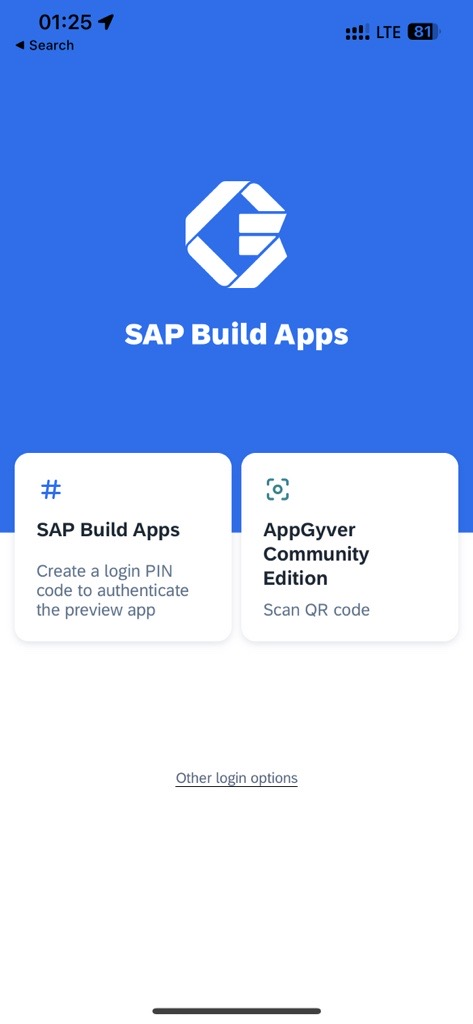 01:25
LTE 81
◀ Search
SAP Build Apps
SAP Build Apps
Create a login PIN
code to authenticate
the preview app
AppGyver
Community
Edition
Scan QR code
Other login options